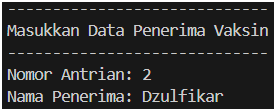 -----------------------------
Masukkan Data Penerima Vaksin
-----------------------------
Nomor Antrian: 2
Nama Penerima: Dzulfikar